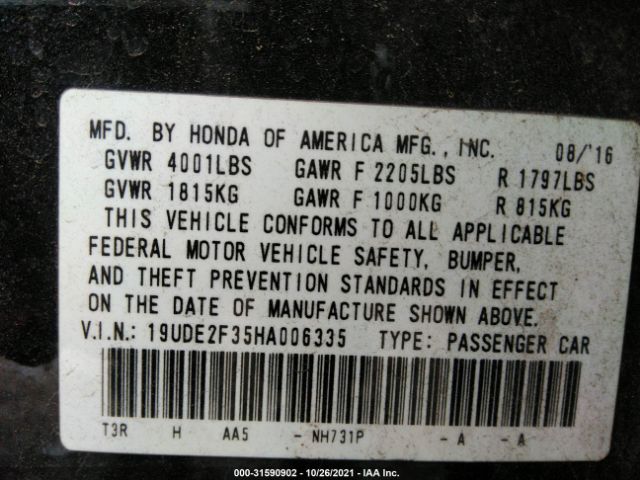 MFD. BY HONDA OF AMERICA MFG., INC. 08/'16
GVWR 4001LBS GAWR F 2205LBS R 1797LBS
GVWR 1815KG GAWR F 1000KG R 815KG
THIS VEHICLE CONFORMS TO ALL APPLICABLE
FEDERAL MOTOR VEHICLE SAFETY, BUMPER,
AND THEFT PREVENTION STANDARDS IN EFFECT
ON THE DATE OF MANUFACTURE SHOWN ABOVE.
V.I.N.: 19UDE2F35HA006335 TYPE: PASSENGER CAR
T3R H AA5 - NH731P - A - A
000-31590902 - 10/26/2021 - IAA Inc.